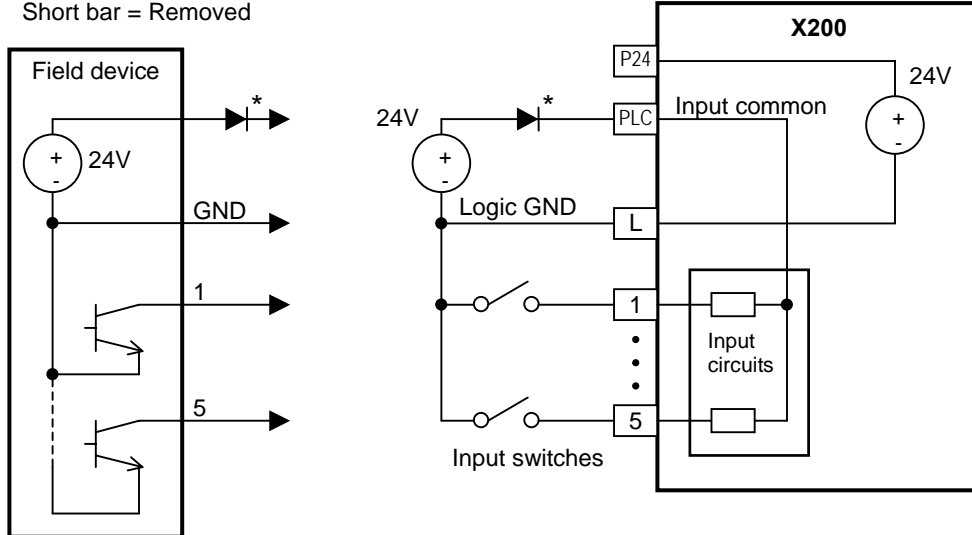 Short bar = Removed
Field device
*
+
-
24V
GND
1
5
24V
*
+
-
Logic GND
Input switches
X200
P24
PLC
L
1
5
Input common
24V
+
-
Input
circuits